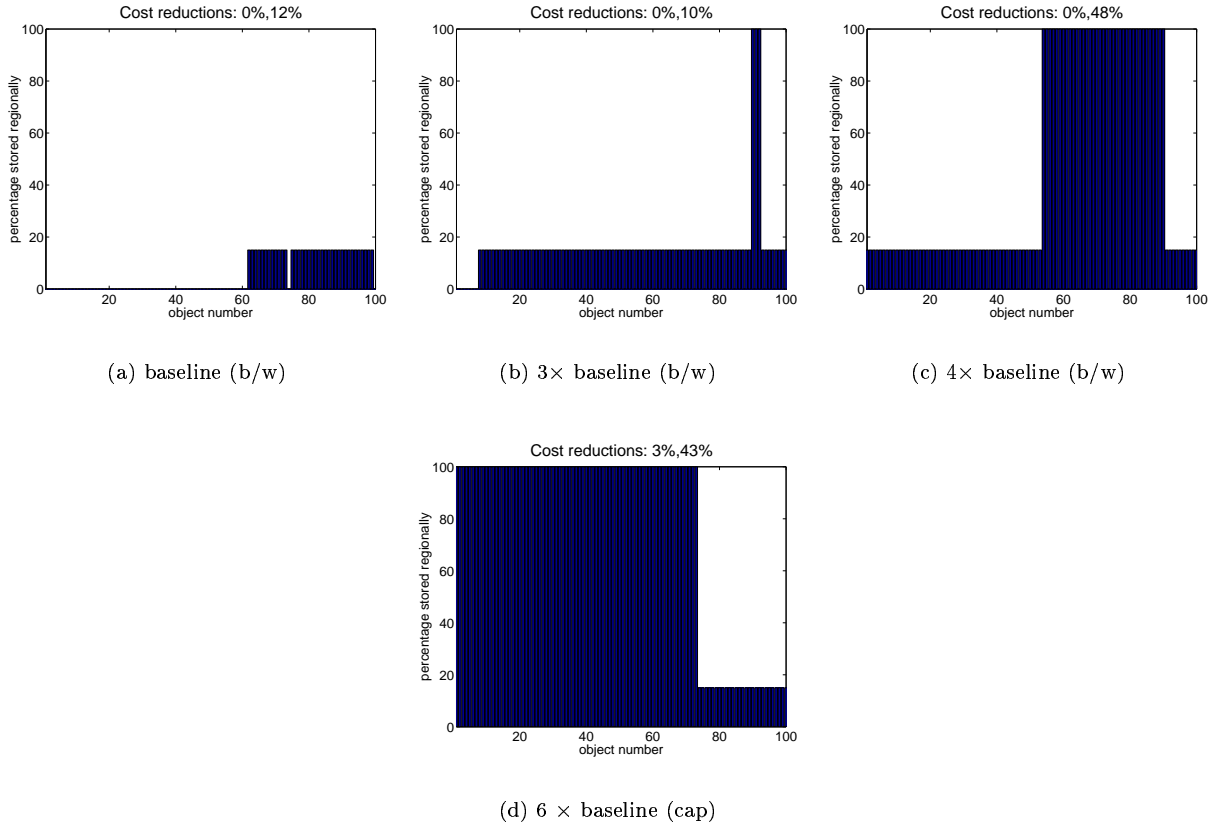 Cost reductions: 0%,12%
percentage stored regionally
100
80
60
40
20
0
20 40 60 80 100
object number
(a) baseline (b/w)
Cost reductions: 0%,10%
percentage stored regionally
100
80
60
40
20
0
20 40 60 80 100
object number
(b) 3× baseline (b/w)
Cost reductions: 0%,48%
percentage stored regionally
100
80
60
40
20
0
20 40 60 80 100
object number
(c) 4× baseline (b/w)
Cost reductions: 3%,43%
percentage stored regionally
100
80
60
40
20
0
20 40 60 80 100
object number
(d) 6 × baseline (cap)